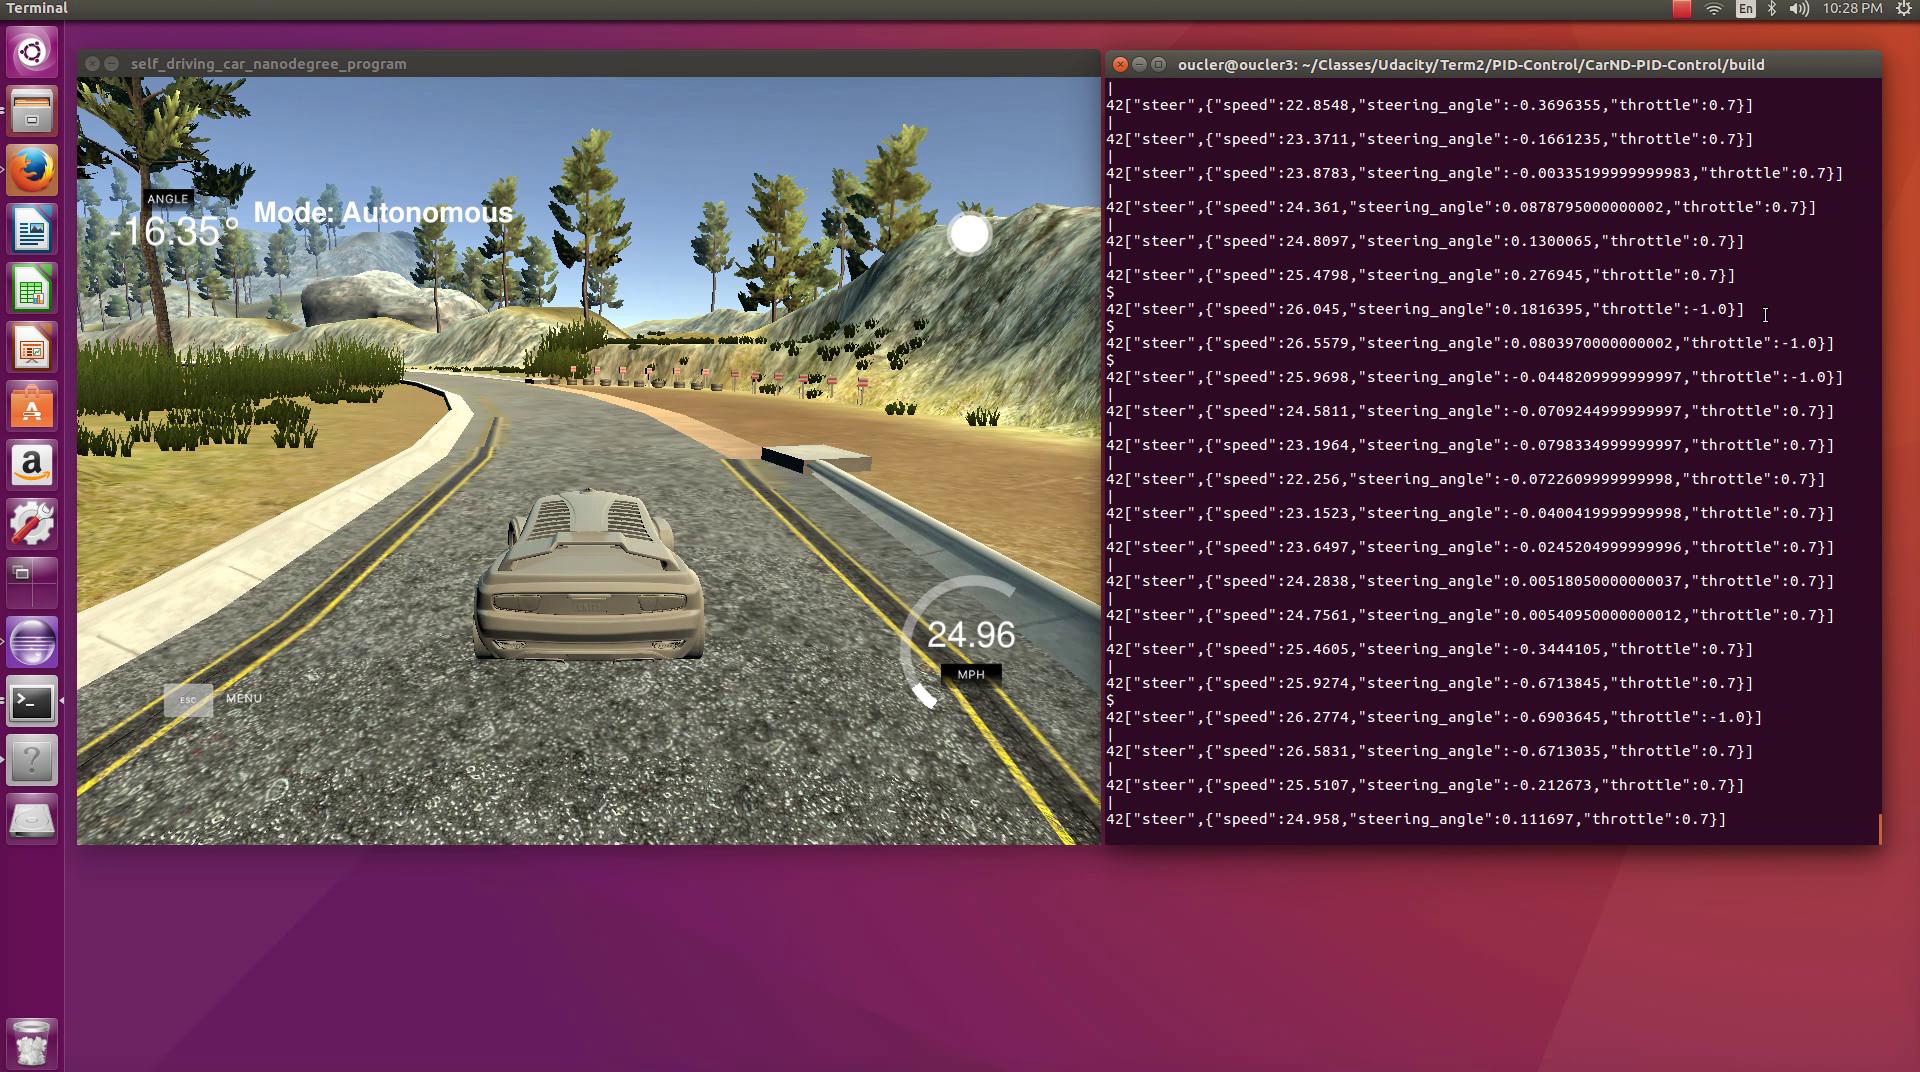 Terminal
En
10:28 PM
self_driving_car_nanodegree_program
ANGLE
-16.35°
Mode: Autonomous
24.96
MPH
ESC
MENU
oucler@oucler3: ~/Classes/Udacity/Term2/PID-Control/CarND-PID-Control/build
|
42["steer",{"speed":22.8548,"steering_angle":-0.3696355,"throttle":0.7}]
|
42["steer",{"speed":23.3711,"steering_angle":-0.1661235,"throttle":0.7}]
|
42["steer",{"speed":23.8783,"steering_angle":-0.00335199999999983,"throttle":0.7}]
|
42["steer",{"speed":24.361,"steering_angle":0.0878795000000002,"throttle":0.7}]
|
42["steer",{"speed":24.8097,"steering_angle":0.1300065,"throttle":0.7}]
|
42["steer",{"speed":25.4798,"steering_angle":0.276945,"throttle":0.7}]
$
42["steer",{"speed":26.045,"steering_angle":0.1816395,"throttle":-1.0}]
$
42["steer",{"speed":26.5579,"steering_angle":0.0803970000000002,"throttle":-1.0}]
$
42["steer",{"speed":25.9698,"steering_angle":-0.0448209999999997,"throttle":-1.0}]
|
42["steer",{"speed":24.5811,"steering_angle":-0.0709244999999997,"throttle":0.7}]
|
42["steer",{"speed":23.1964,"steering_angle":-0.0798334999999997,"throttle":0.7}]
|
42["steer",{"speed":22.256,"steering_angle":-0.0722609999999998,"throttle":0.7}]
|
42["steer",{"speed":23.1523,"steering_angle":-0.0400419999999998,"throttle":0.7}]
|
42["steer",{"speed":23.6497,"steering_angle":-0.0245204999999996,"throttle":0.7}]
|
42["steer",{"speed":24.2838,"steering_angle":0.00518050000000037,"throttle":0.7}]
|
42["steer",{"speed":24.7561,"steering_angle":0.00540950000000012,"throttle":0.7}]
|
42["steer",{"speed":25.4605,"steering_angle":-0.3444105,"throttle":0.7}]
|
42["steer",{"speed":25.9274,"steering_angle":-0.6713845,"throttle":0.7}]
$
42["steer",{"speed":26.2774,"steering_angle":-0.6903645,"throttle":-1.0}]
|
42["steer",{"speed":26.5831,"steering_angle":-0.6713035,"throttle":0.7}]
|
42["steer",{"speed":25.5107,"steering_angle":-0.212673,"throttle":0.7}]
|
42["steer",{"speed":24.958,"steering_angle":0.111697,"throttle":0.7}]